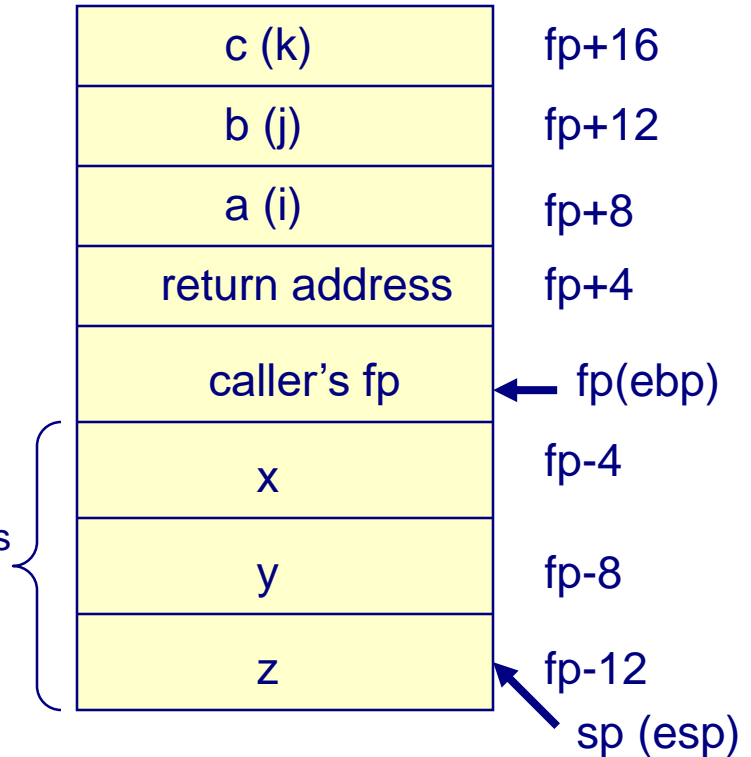 c (k) fp+16
b (j) fp+12
a (i) fp+8
return address fp+4
caller’s fp fp(ebp)
x fp-4
y fp-8
z fp-12
sp (esp)